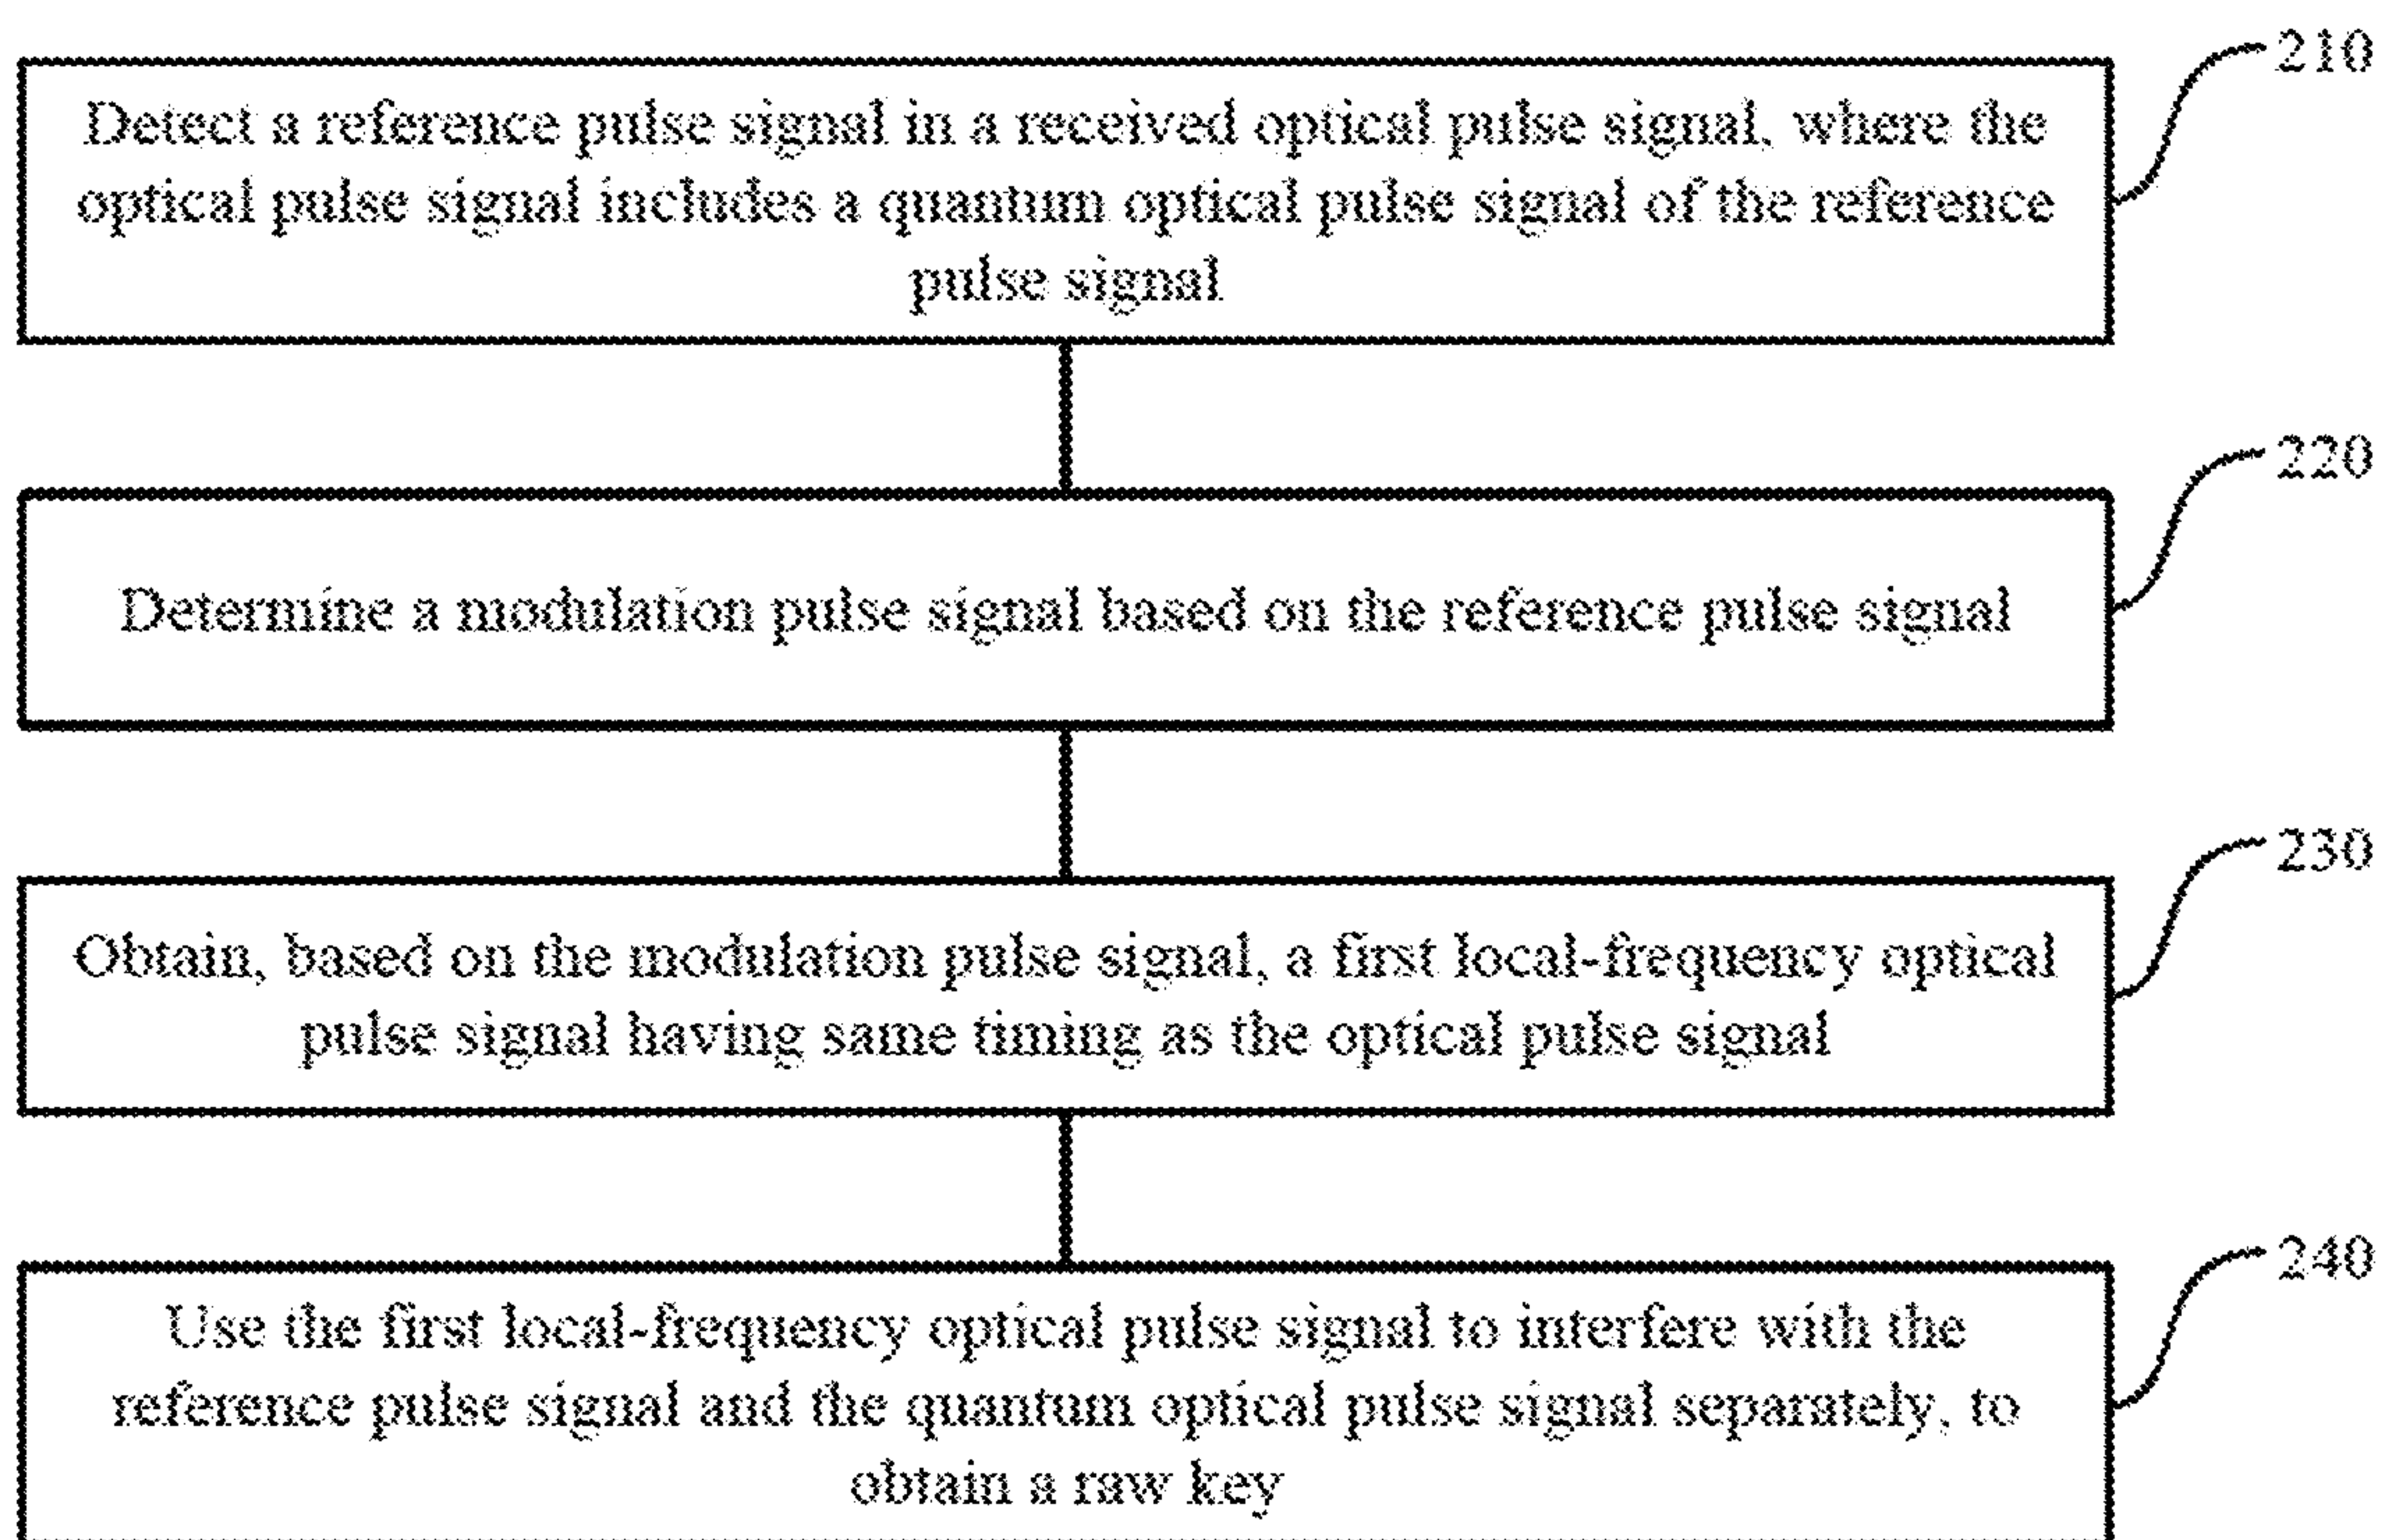 210
Detect a reference pulse signal in a received optical pulse signal, where the
optical pulse signal includes a quantum optical pulse signal of the reference
pulse signal
220
Determine a modulation pulse signal based on the reference pulse signal
230
Obtain, based on the modulation pulse signal, a first local-frequency optical
pulse signal having same timing as the optical pulse signal
240
Use the first local-frequency optical pulse signal to interfere with the
reference pulse signal and the quantum optical pulse signal separately, to
obtain a raw key